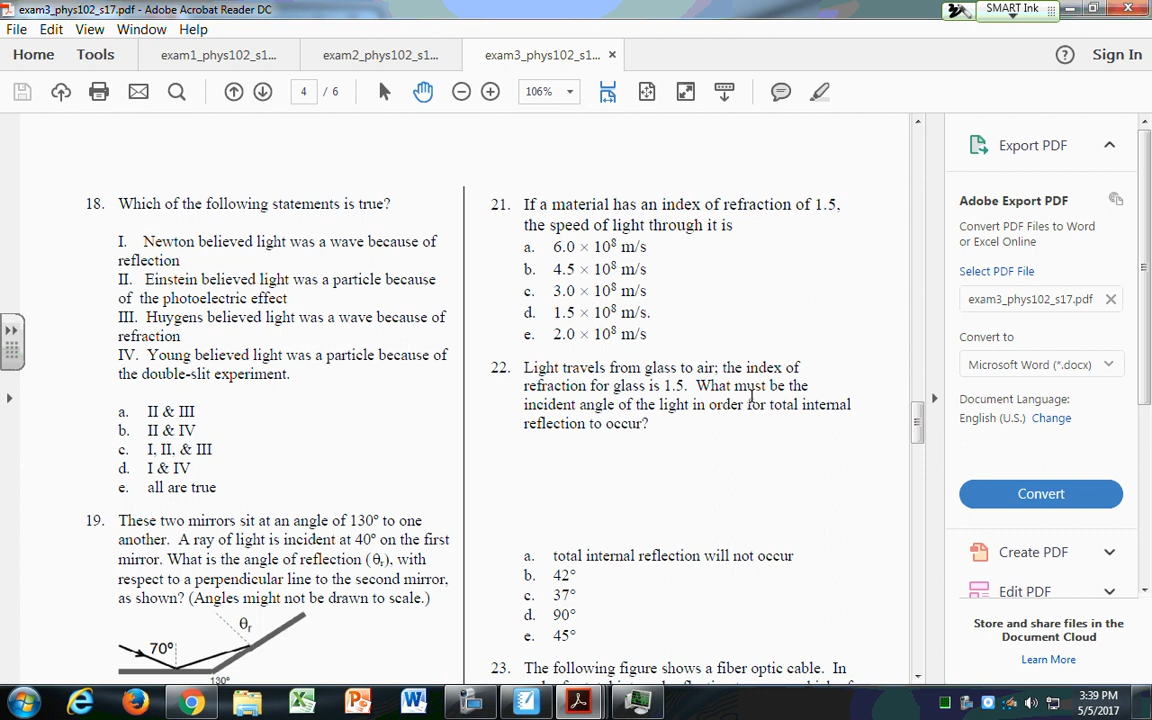 exam3_phys102_s17.pdf - Adobe Acrobat Reader DC
SMART Ink
File Edit View Window Help
Home Tools exam1_phys102_s1... exam2_phys102_s1... exam3_phys102_s1... × Sign In
4 / 6 106%
18. Which of the following statements is true?
I. Newton believed light was a wave because of
reflection
II. Einstein believed light was a particle because
of the photoelectric effect
III. Huygens believed light was a wave because of
refraction
IV. Young believed light was a particle because of
the double-slit experiment.
a. II & III
b. II & IV
c. I, II, & III
d. I & IV
e. all are true
19. These two mirrors sit at an angle of 130° to one
another. A ray of light is incident at 40° on the first
mirror. What is the angle of reflection (θr), with
respect to a perpendicular line to the second mirror,
as shown? (Angles might not be drawn to scale.)
θr
70°
130°
21. If a material has an index of refraction of 1.5,
the speed of light through it is
a. 6.0 × 10⁸ m/s
b. 4.5 × 10⁸ m/s
c. 3.0 × 10⁸ m/s
d. 1.5 × 10⁸ m/s.
e. 2.0 × 10⁸ m/s
22. Light travels from glass to air; the index of
refraction for glass is 1.5. What must be the
incident angle of the light in order for total internal
reflection to occur?
a. total internal reflection will not occur
b. 42°
c. 37°
d. 90°
e. 45°
23. The following figure shows a fiber optic cable. In
Export PDF
Adobe Export PDF
Convert PDF Files to Word
or Excel Online
Select PDF File
exam3_phys102_s17.pdf
Convert to
Microsoft Word (*.docx)
Document Language:
English (U.S.) Change
Convert
Create PDF
Edit PDF
Store and share files in the
Document Cloud
Learn More
3:39 PM
5/5/2017